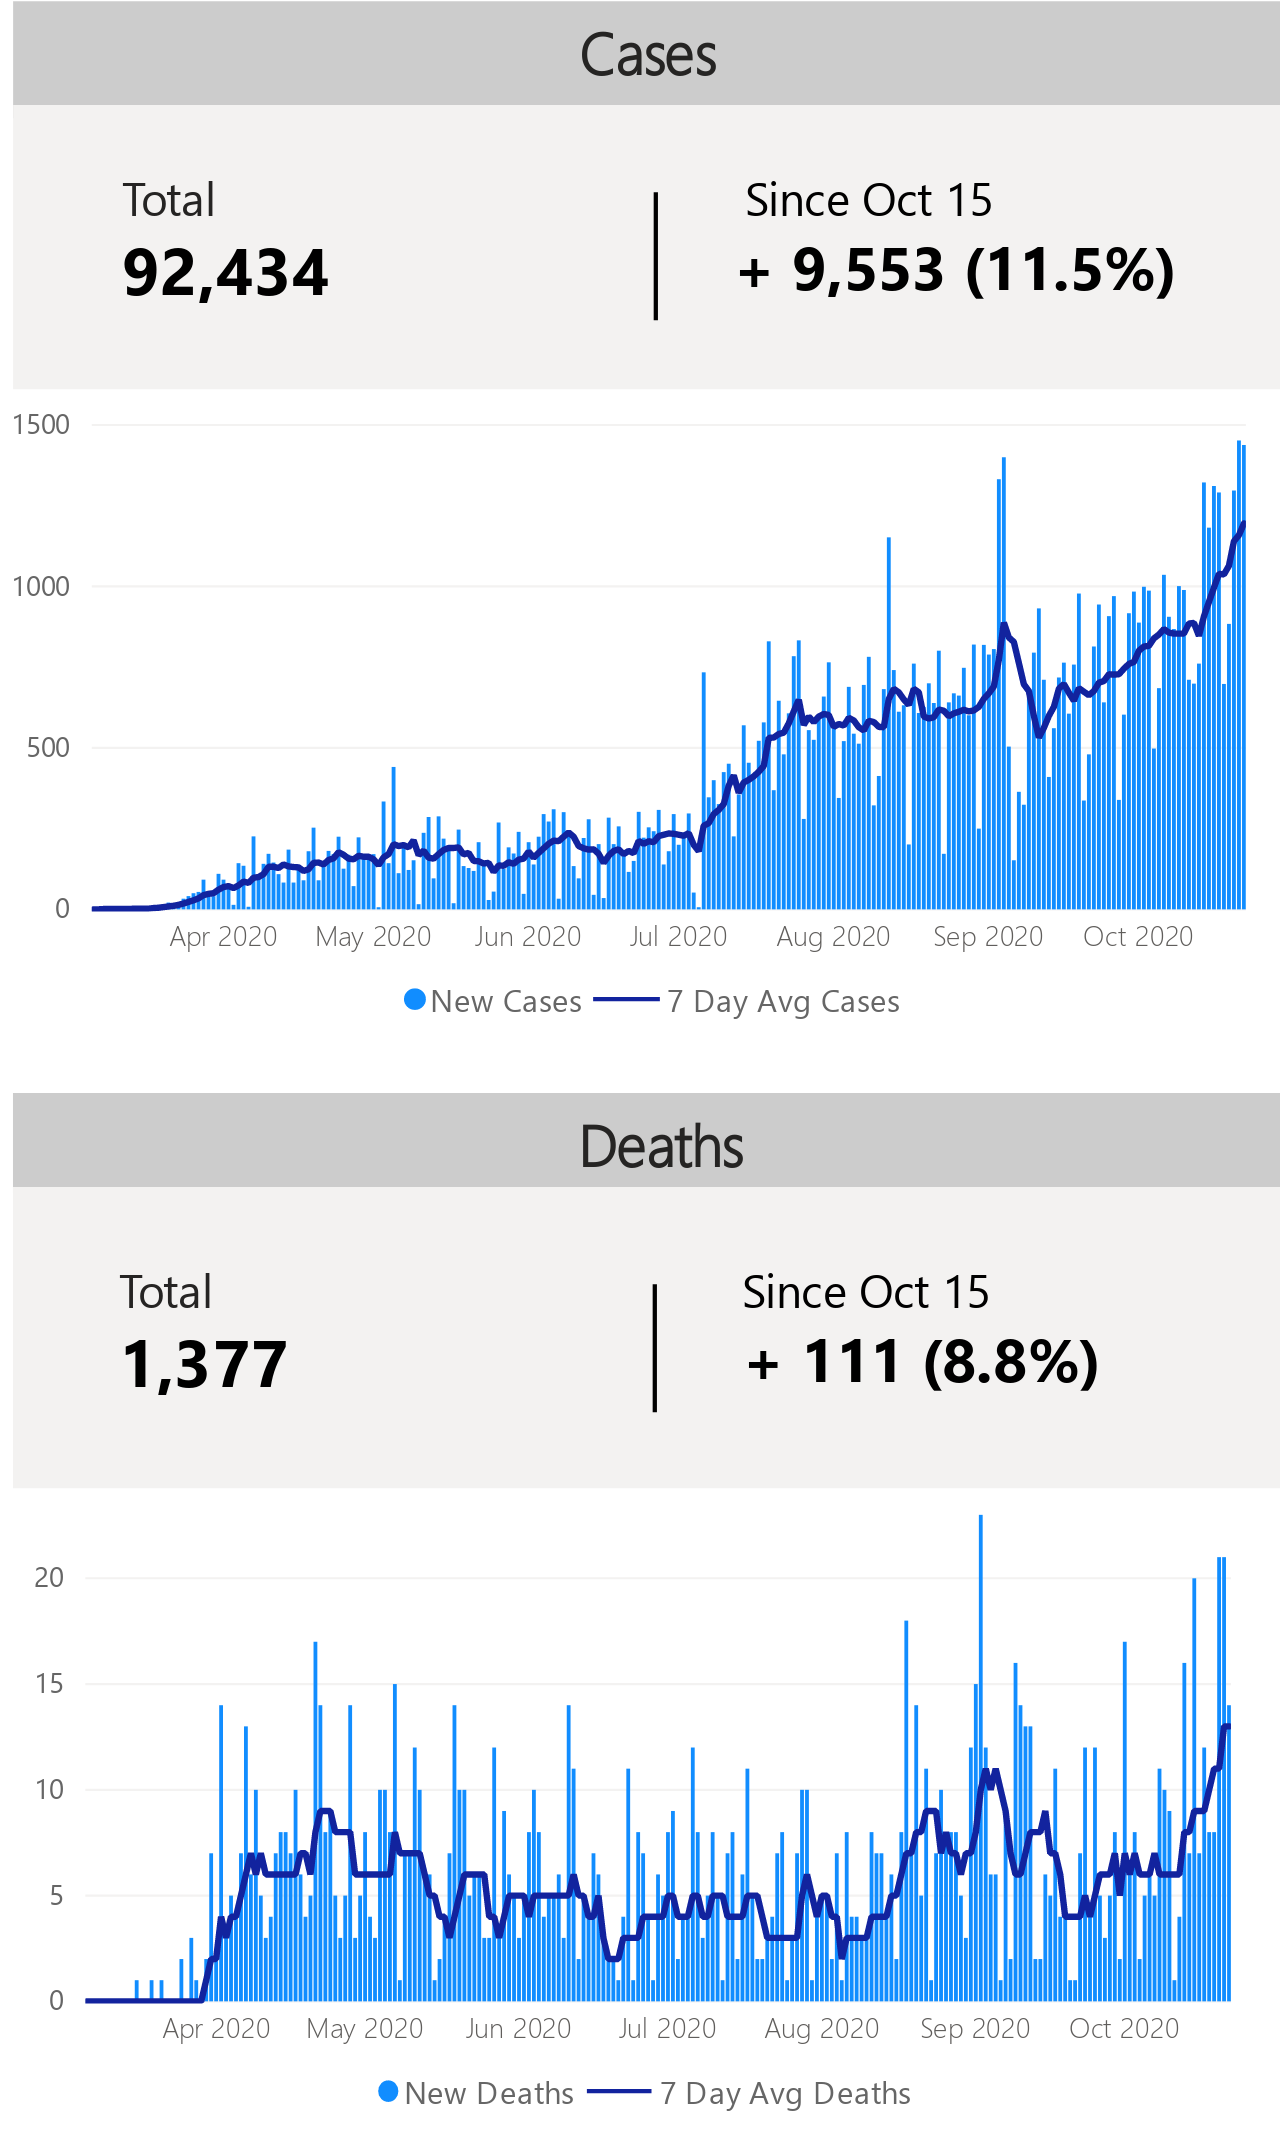 Cases
Total
Since Oct 15
92,434
+ 9,553 (11.5%)
1500
1000
500
0
Apr 2020
May 2020
Jun 2020
Jul 2020
Aug 2020
Sep 2020
Oct 2020
New Cases
7 Day Avg Cases
Deaths
Total
Since Oct 15
1,377
+ 111 (8.8%)
20
15
10
5
0
Apr 2020
May 2020
Jun 2020
Jul 2020
Aug 2020
Sep 2020
Oct 2020
New Deaths
7 Day Avg Deaths